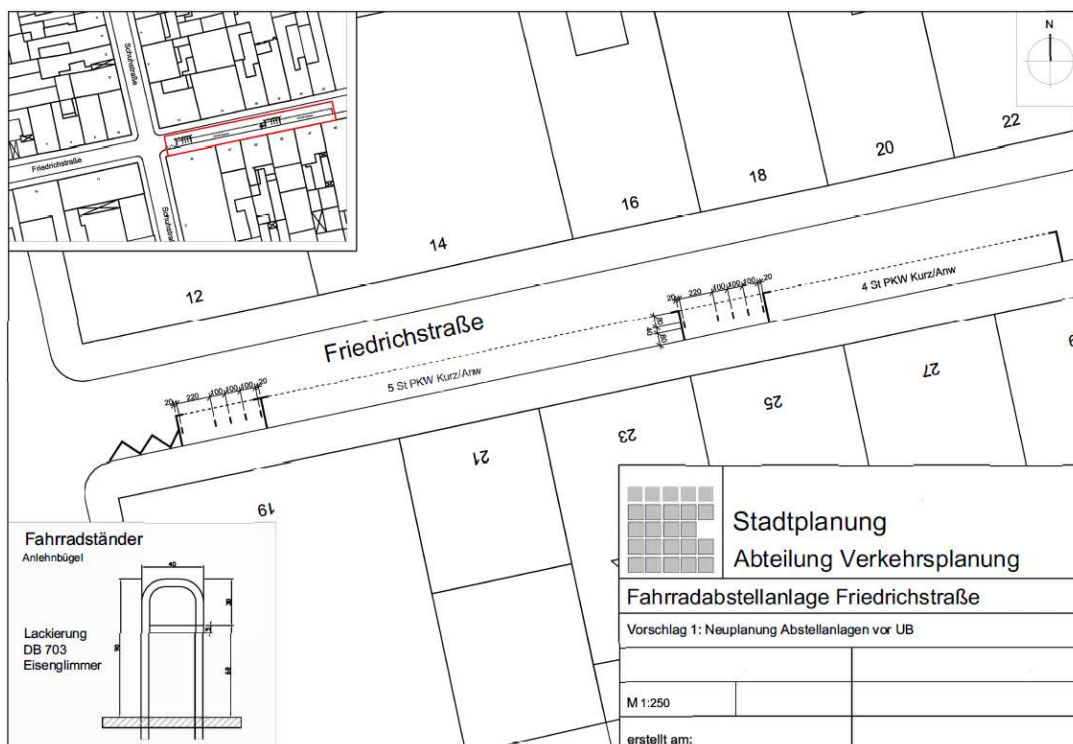 Schuhstraße
Friedrichstraße
N
22
20
18
16
14
12
Friedrichstraße
20 220 100 100 100 20
4 St PKW Kurz/Anw
80
40
80
20 220 100 100 100 20
5 St PKW Kurz/Anw
27
25
23
21
19
Fahrradständer
Anlehnbügel
40
90
Lackierung
DB 703
Eisenglimmer
Stadtplanung
Abteilung Verkehrsplanung
Fahrradabstellanlage Friedrichstraße
Vorschlag 1: Neuplanung Abstellanlagen vor UB
M 1:250
erstellt am: